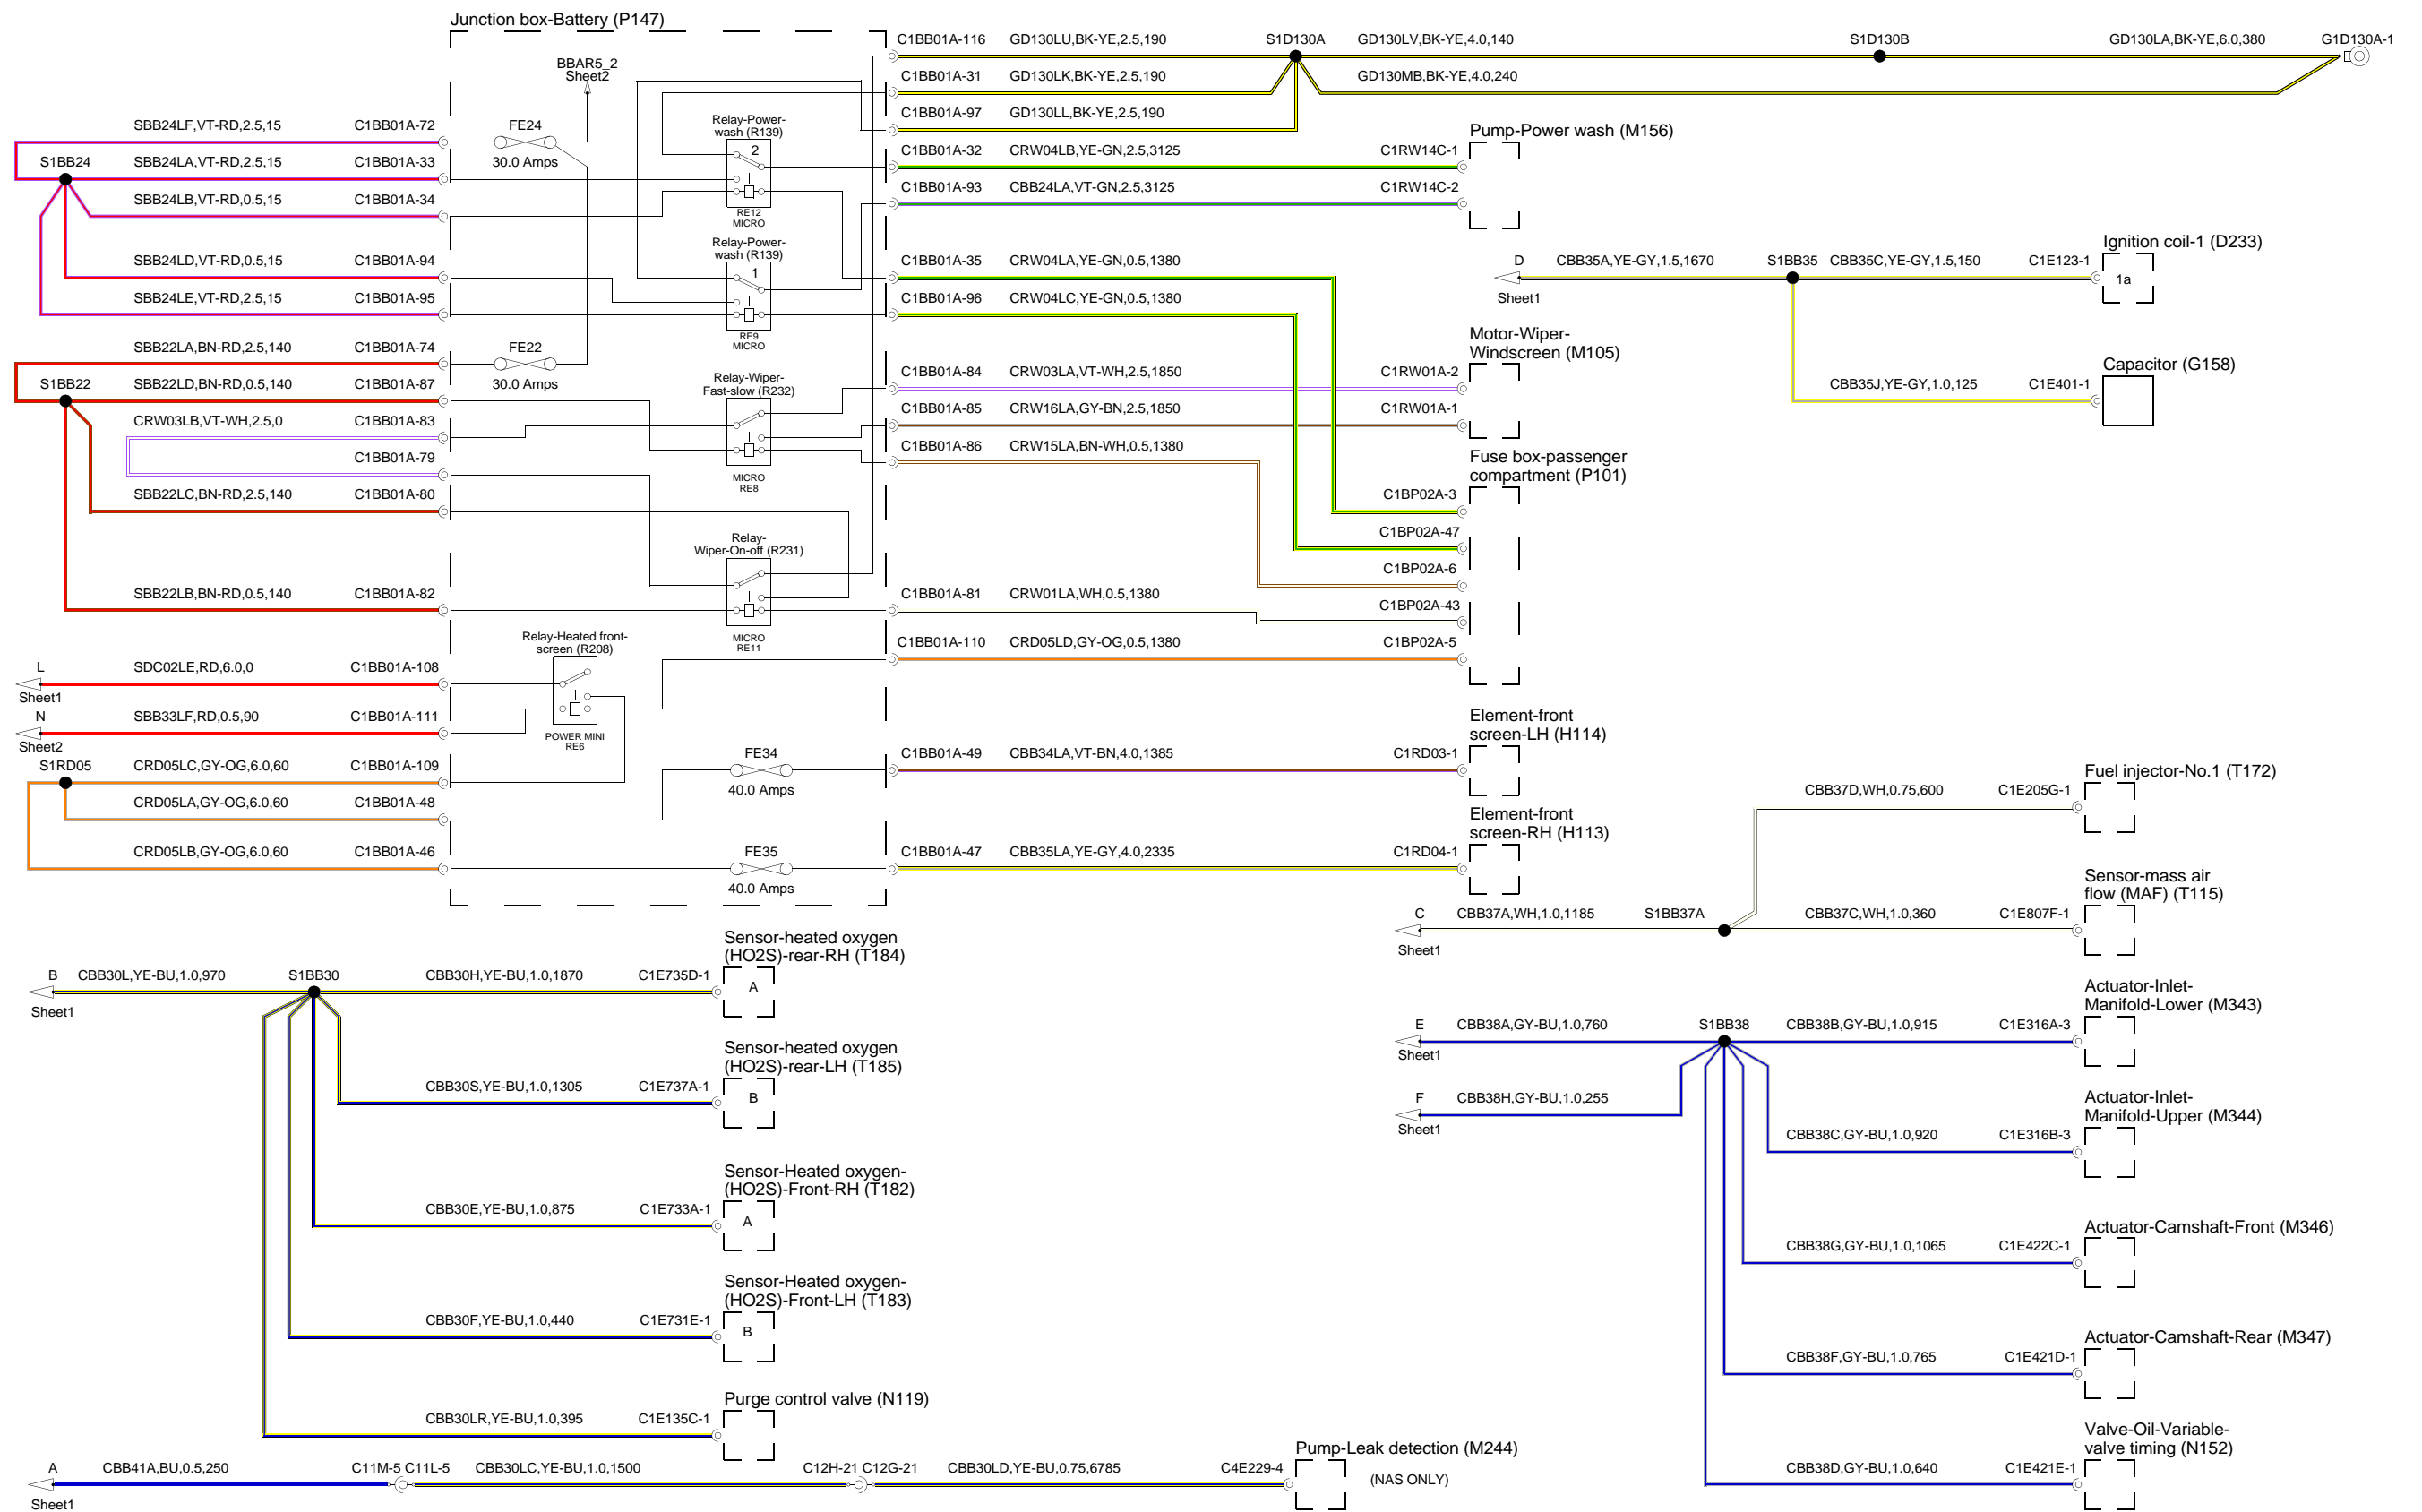 Junction box-Battery (P147)
BBAR5_2
Sheet2
C1BB01A-116 GD130LU,BK-YE,2.5,190 S1D130A GD130LV,BK-YE,4.0,140 S1D130B GD130LA,BK-YE,6.0,380 G1D130A-1
C1BB01A-31 GD130LK,BK-YE,2.5,190 GD130MB,BK-YE,4.0,240
C1BB01A-97 GD130LL,BK-YE,2.5,190
SBB24LF,VT-RD,2.5,15 C1BB01A-72 FE24
30.0 Amps
S1BB24 SBB24LA,VT-RD,2.5,15 C1BB01A-33
SBB24LB,VT-RD,0.5,15 C1BB01A-34
Relay-Power-
wash (R139)
2
RE12
MICRO
C1BB01A-32 CRW04LB,YE-GN,2.5,3125 C1RW14C-1
C1BB01A-93 CBB24LA,VT-GN,2.5,3125 C1RW14C-2
Pump-Power wash (M156)
SBB24LD,VT-RD,0.5,15 C1BB01A-94
SBB24LE,VT-RD,2.5,15 C1BB01A-95
Relay-Power-
wash (R139)
1
RE9
MICRO
C1BB01A-35 CRW04LA,YE-GN,0.5,1380
C1BB01A-96 CRW04LC,YE-GN,0.5,1380
D
Sheet1
CBB35A,YE-GY,1.5,1670 S1BB35 CBB35C,YE-GY,1.5,150 C1E123-1
Ignition coil-1 (D233)
1a
SBB22LA,BN-RD,2.5,140 C1BB01A-74 FE22
30.0 Amps
S1BB22 SBB22LD,BN-RD,0.5,140 C1BB01A-87
CRW03LB,VT-WH,2.5,0 C1BB01A-83
C1BB01A-79
SBB22LC,BN-RD,2.5,140 C1BB01A-80
Relay-Wiper-
Fast-slow (R232)
MICRO
RE8
C1BB01A-84 CRW03LA,VT-WH,2.5,1850 C1RW01A-2
C1BB01A-85 CRW16LA,GY-BN,2.5,1850 C1RW01A-1
C1BB01A-86 CRW15LA,BN-WH,0.5,1380
Motor-Wiper-
Windscreen (M105)
CBB35J,YE-GY,1.0,125 C1E401-1
Capacitor (G158)
Fuse box-passenger
compartment (P101)
C1BP02A-3
C1BP02A-47
C1BP02A-6
C1BP02A-43
C1BP02A-5
Relay-
Wiper-On-off (R231)
MICRO
RE11
SBB22LB,BN-RD,0.5,140 C1BB01A-82
C1BB01A-81 CRW01LA,WH,0.5,1380
C1BB01A-110 CRD05LD,GY-OG,0.5,1380
Relay-Heated front-
screen (R208)
POWER MINI
RE6
L
Sheet1
SDC02LE,RD,6.0,0 C1BB01A-108
N
Sheet2
SBB33LF,RD,0.5,90 C1BB01A-111
S1RD05 CRD05LC,GY-OG,6.0,60 C1BB01A-109
CRD05LA,GY-OG,6.0,60 C1BB01A-48
CRD05LB,GY-OG,6.0,60 C1BB01A-46
FE34
40.0 Amps
C1BB01A-49 CBB34LA,VT-BN,4.0,1385 C1RD03-1
Element-front
screen-LH (H114)
FE35
40.0 Amps
C1BB01A-47 CBB35LA,YE-GY,4.0,2335 C1RD04-1
Element-front
screen-RH (H113)
CBB37D,WH,0.75,600 C1E205G-1
Fuel injector-No.1 (T172)
C
Sheet1
CBB37A,WH,1.0,1185 S1BB37A CBB37C,WH,1.0,360 C1E807F-1
Sensor-mass air
flow (MAF) (T115)
B
Sheet1
CBB30L,YE-BU,1.0,970 S1BB30 CBB30H,YE-BU,1.0,1870 C1E735D-1
Sensor-heated oxygen
(HO2S)-rear-RH (T184)
A
CBB30S,YE-BU,1.0,1305 C1E737A-1
Sensor-heated oxygen
(HO2S)-rear-LH (T185)
B
CBB30E,YE-BU,1.0,875 C1E733A-1
Sensor-Heated oxygen-
(HO2S)-Front-RH (T182)
A
CBB30F,YE-BU,1.0,440 C1E731E-1
Sensor-Heated oxygen-
(HO2S)-Front-LH (T183)
B
CBB30LR,YE-BU,1.0,395 C1E135C-1
Purge control valve (N119)
E
Sheet1
CBB38A,GY-BU,1.0,760 S1BB38 CBB38B,GY-BU,1.0,915 C1E316A-3
Actuator-Inlet-
Manifold-Lower (M343)
F
Sheet1
CBB38H,GY-BU,1.0,255
CBB38C,GY-BU,1.0,920 C1E316B-3
Actuator-Inlet-
Manifold-Upper (M344)
CBB38G,GY-BU,1.0,1065 C1E422C-1
Actuator-Camshaft-Front (M346)
CBB38F,GY-BU,1.0,765 C1E421D-1
Actuator-Camshaft-Rear (M347)
CBB38D,GY-BU,1.0,640 C1E421E-1
Valve-Oil-Variable-
valve timing (N152)
A
Sheet1
CBB41A,BU,0.5,250 C11M-5 C11L-5 CBB30LC,YE-BU,1.0,1500 C12H-21 C12G-21 CBB30LD,YE-BU,0.75,6785 C4E229-4
Pump-Leak detection (M244)
(NAS ONLY)